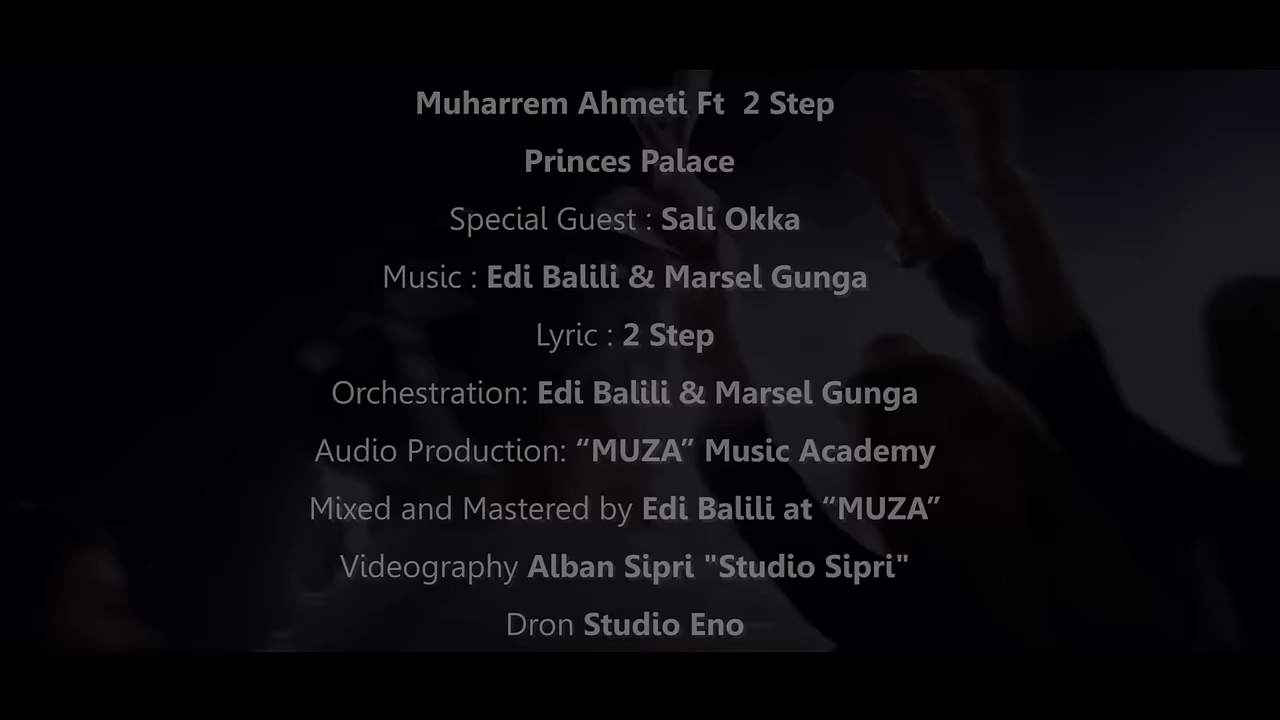 Muharrem Ahmeti Ft  2 Step
Princes Palace
Special Guest : Sali Okka
Music : Edi Balili & Marsel Gunga
Lyric : 2 Step
Orchestration: Edi Balili & Marsel Gunga
Audio Production: “MUZA” Music Academy
Mixed and Mastered by Edi Balili at “MUZA”
Videography Alban Sipri "Studio Sipri"
Dron Studio Eno